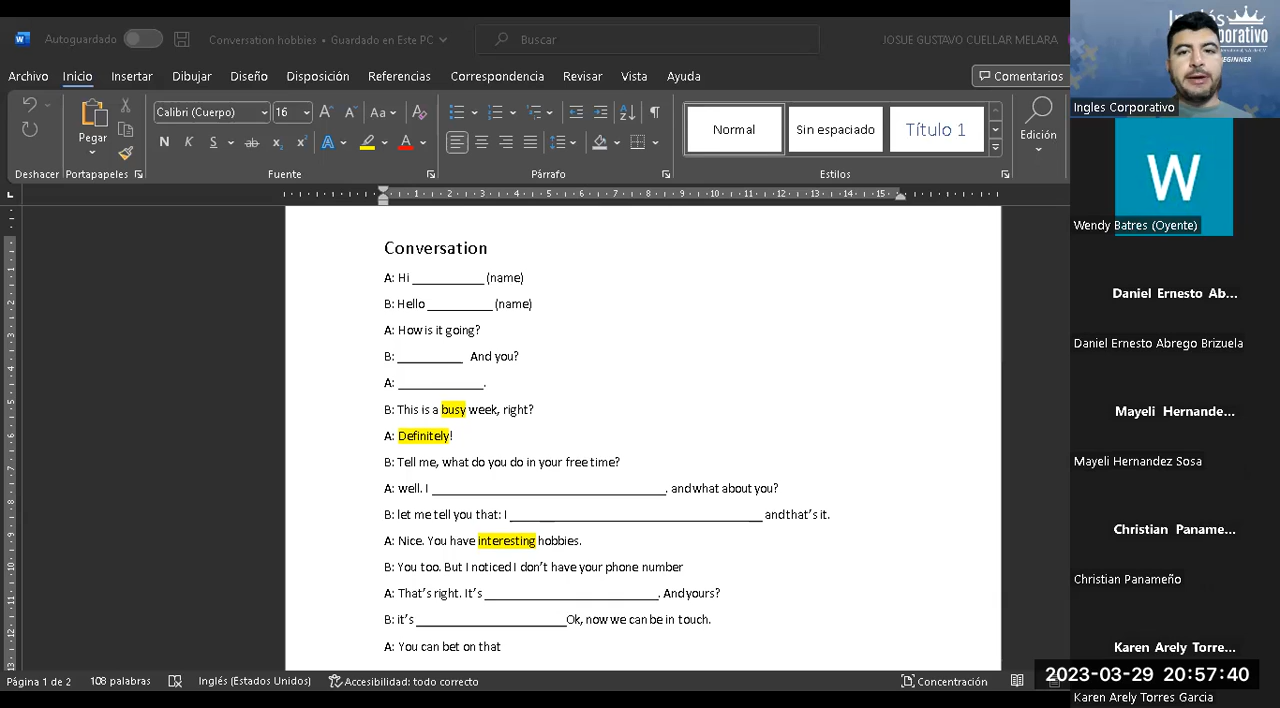 Autoguardado
Conversation hobbies • Guardado en Este PC
Buscar
JOSUE GUSTAVO CUELLAR MELARA
Archivo Inicio Insertar Dibujar Diseño Disposición Referencias Correspondencia Revisar Vista Ayuda
Comentarios
Pegar
Calibri (Cuerpo) 16
Normal
Sin espaciado
Título 1
Edición
Deshacer Portapapeles Fuente Párrafo Estilos
Conversation
A: Hi ___________ (name)
B: Hello __________ (name)
A: How is it going?
B: __________ And you?
A: _____________.
B: This is a busy week, right?
A: Definitely!
B: Tell me, what do you do in your free time?
A: well. I ____________________________________. and what about you?
B: let me tell you that: I ______________________________________ and that's it.
A: Nice. You have interesting hobbies.
B: You too. But I noticed I don't have your phone number
A: That's right. It's ___________________________. And yours?
B: it's _______________________Ok, now we can be in touch.
A: You can bet on that
Página 1 de 2 108 palabras Inglés (Estados Unidos) Accesibilidad: todo correcto Concentración
Ingles Corporativo
W
Wendy Batres (Oyente)
Daniel Ernesto Ab...
Daniel Ernesto Abrego Brizuela
Mayeli Hernande...
Mayeli Hernandez Sosa
Christian Paname...
Christian Panameño
Karen Arely Torre...
2023-03-29 20:57:40
Karen Arely Torres Garcia